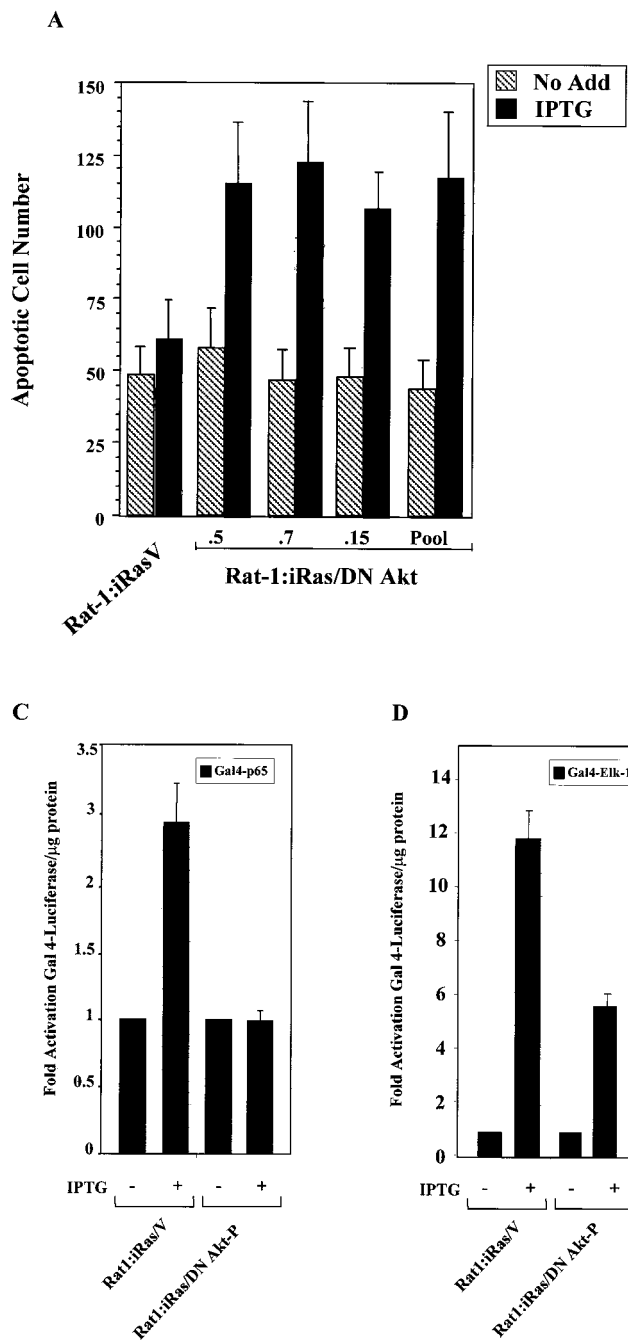 A
No Add
IPTG
Apoptotic Cell Number
150
125
100
75
50
25
0
.5
.7
.15
Pool
Rat-1:iRasV
Rat-1:iRas/DN Akt
C
Gal4-p65
Fold Activation Gal 4-Luciferase/µg protein
3.5
3
2
1.5
1
0.5
0
IPTG - + - +
Rat1:iRas/V
Rat1:iRas/DN Akt-P
D
Gal4-Elk-1
Fold Activation Gal 4-Luciferase/µg protein
14
12
10
8
6
4
2
0
IPTG - + - +
Rat1:iRas/V
Rat1:iRas/DN Akt-P